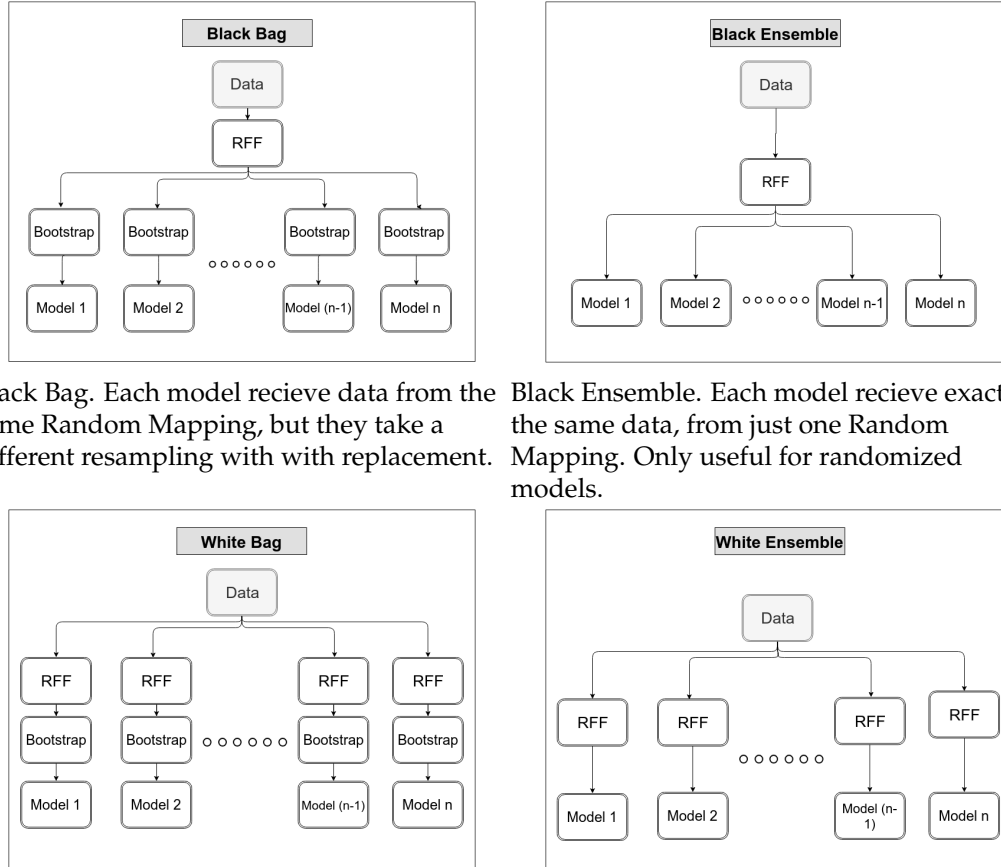 Black Bag
Data
RFF
Bootstrap Bootstrap Bootstrap Bootstrap
Model 1 Model 2 Model (n-1) Model n
Black Ensemble
Data
RFF
Model 1 Model 2 Model n-1 Model n
ack Bag. Each model recieve data from the
me Random Mapping, but they take a
fferent resampling with with replacement.
Black Ensemble. Each model recieve exact
the same data, from just one Random
Mapping. Only useful for randomized
models.
White Bag
Data
RFF RFF RFF RFF
Bootstrap Bootstrap Bootstrap Bootstrap
Model 1 Model 2 Model (n-1) Model n
White Ensemble
Data
RFF RFF RFF RFF
Model 1 Model 2 Model (n-
1) Model n